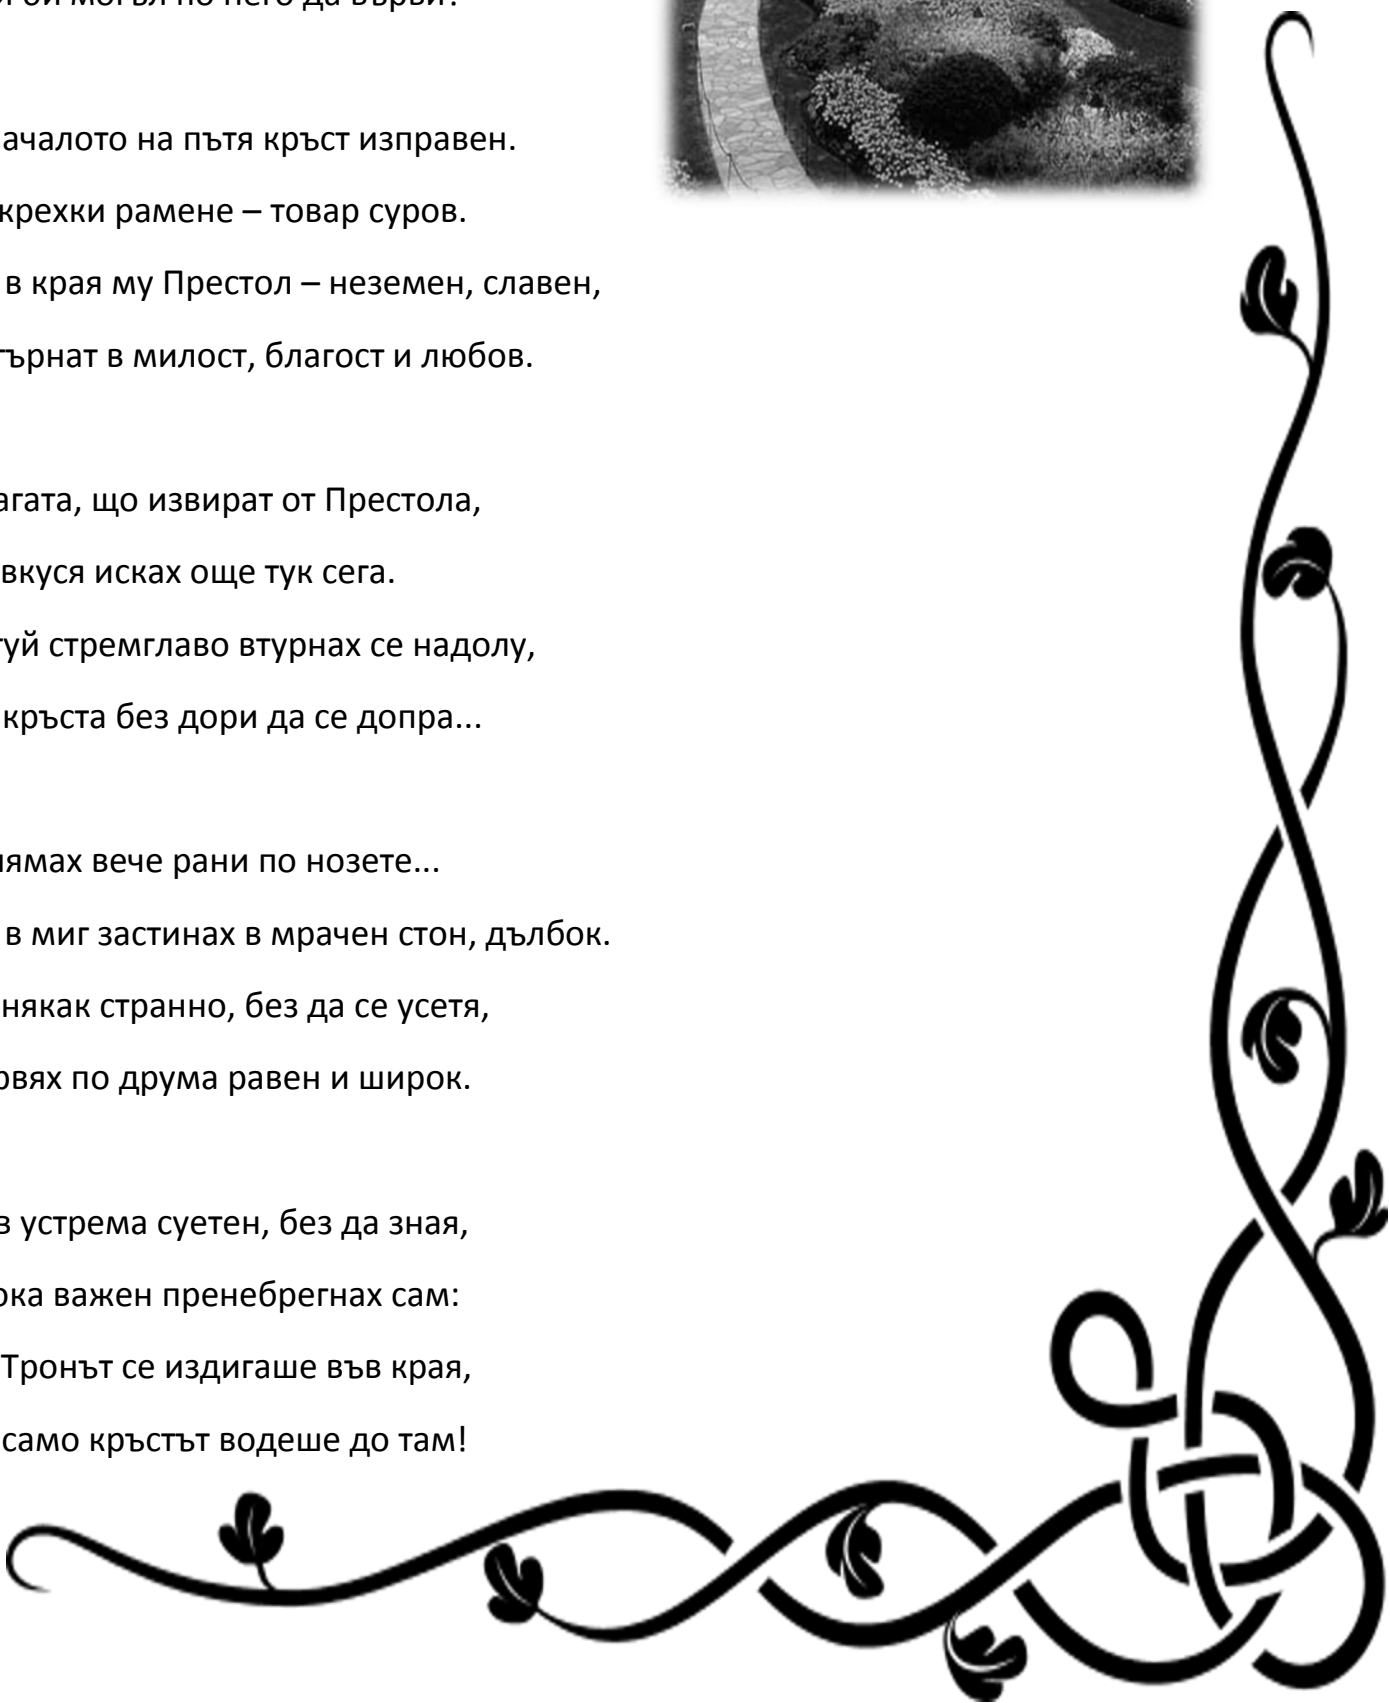 би могъл по него да върви?
ачалото на пътя кръст изправен.
крехки рамене – товар суров.
в края му Престол – неземен, славен,
гърнат в милост, благост и любов.
агата, що извират от Престола,
вкуся исках още тук сега.
туй стремглаво втурнах се надолу,
кръста без дори да се допра...
нямах вече рани по нозете...
в миг застинах в мрачен стон, дълбок.
някак странно, без да се усетя,
рвях по друма равен и широк.
в устрема суетен, без да зная,
ока важен пренебрегнах сам:
Тронът се издигаше във края,
само кръстът водеше до там!